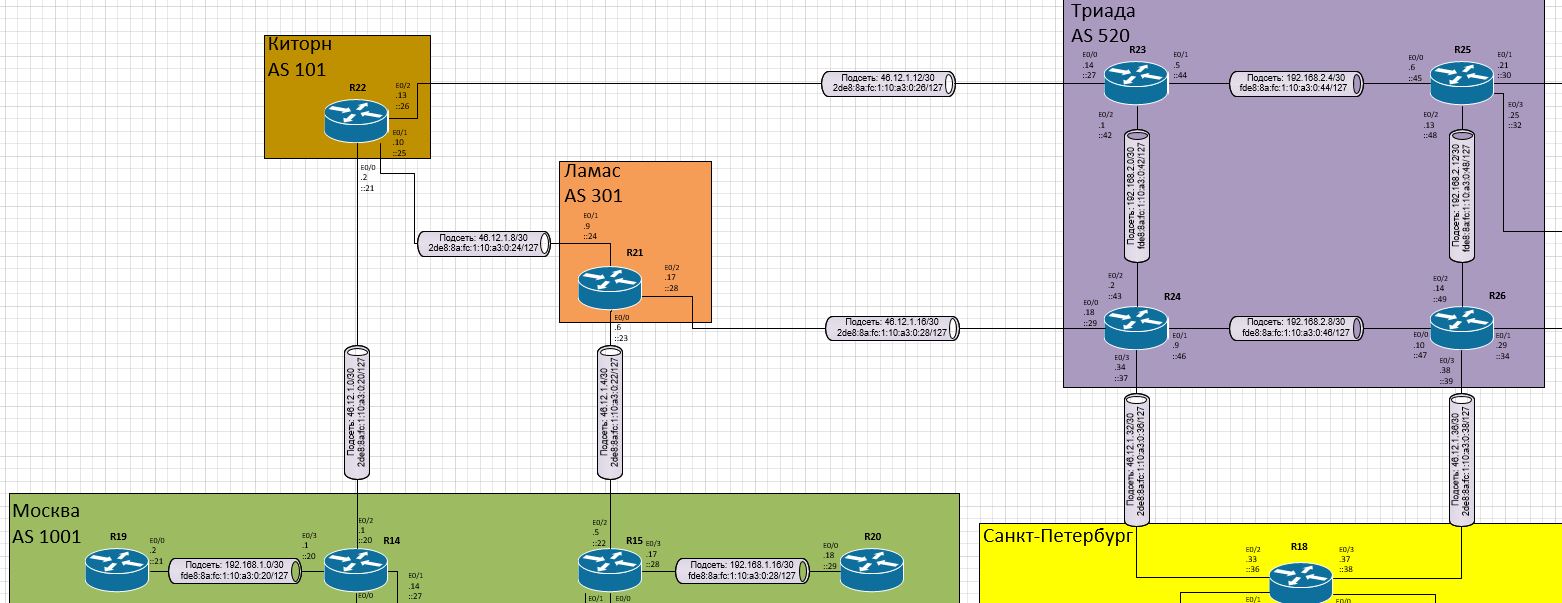 Киторн
AS 101
R22
E0/2
.13
::26
E0/1
.10
::25
E0/0
.2
::21
Подсеть: 46.12.1.12/30
2de8:8a:fc:1:10:a3:0:26/127
Подсеть: 46.12.1.8/30
2de8:8a:fc:1:10:a3:0:24/127
Ламас
AS 301
E0/1
.9
::24
R21
E0/2
.17
::28
E0/0
.6
::23
Подсеть: 46.12.1.16/30
2de8:8a:fc:1:10:a3:0:28/127
Подсеть: 46.12.1.0/30
2de8:8a:fc:1:10:a3:0:20/127
Подсеть: 46.12.1.4/30
2de8:8a:fc:1:10:a3:0:22/127
Триада
AS 520
R23
E0/0
.14
::27
E0/1
.5
::44
E0/2
.1
::42
Подсеть: 192.168.2.4/30
fde8:8a:fc:1:10:a3:0:44/127
R25
E0/0
.6
::45
E0/1
.21
::30
E0/3
.25
::32
E0/2
.13
::48
Подсеть: 192.168.2.0/30
fde8:8a:fc:1:10:a3:0:42/127
Подсеть: 192.168.2.12/30
fde8:8a:fc:1:10:a3:0:48/127
E0/2
.2
::43
R24
E0/0
.18
::29
E0/1
.9
::46
E0/3
.34
::37
Подсеть: 192.168.2.8/30
fde8:8a:fc:1:10:a3:0:46/127
E0/2
.14
::49
R26
E0/0
.10
::47
E0/1
.29
::34
E0/3
.38
::39
Подсеть: 46.12.1.32/30
2de8:8a:fc:1:10:a3:0:36/127
Подсеть: 46.12.1.36/30
2de8:8a:fc:1:10:a3:0:38/127
Москва
AS 1001
R19
E0/0
.2
::21
Подсеть: 192.168.1.0/30
fde8:8a:fc:1:10:a3:0:20/127
E0/3
.1
::20
E0/2
.1
::20
R14
E0/1
.14
::27
E0/0
E0/2
.5
::22
R15
E0/3
.17
::28
E0/1
E0/0
Подсеть: 192.168.1.16/30
fde8:8a:fc:1:10:a3:0:28/127
E0/0
.18
::29
R20
Санкт-Петербург
R18
E0/2
.33
::36
E0/3
.37
::38
E0/1
E0/0